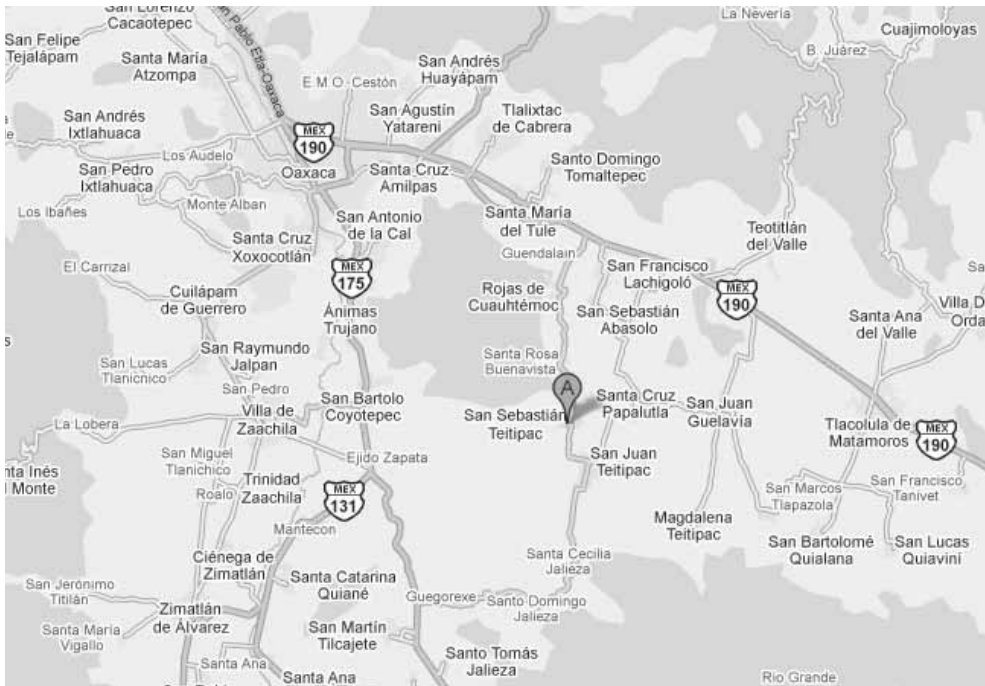 San Lorenzo
Cacaotepec
San Felipe
Tejalápam
Santa María
Atzompa
San Pablo Etla-Oaxaca
La Nevería
Cuajimoloyas
B. Juárez
E M O - Cestón
San Andrés
Huayápam
San Andrés
Ixtlahuaca
San Agustín
Yatareni
Tlalixtac
de Cabrera
MEX
190
Los Audelo
Oaxaca
San Pedro
Ixtlahuaca
Santa Cruz
Amilpas
Santo Domingo
Tomaltepec
Monte Alban
Los Ibañes
San Antonio
de la Cal
Santa María
del Tule
Teotitlán
del Valle
Santa Cruz
Xoxocotlán
Guendalain
El Carrizal
MEX
175
San Francisco
Lachigoló
MEX
190
Cuilápam
de Guerrero
Rojas de
Cuauhtémoc
Ánimas
Trujano
San Sebastián
Abasolo
Santa Ana
del Valle
Villa D
Orda
San Raymundo
Jalpan
San Lucas
Tlanichico
Santa Rosa
Buenavista
San Pedro
A
San Bartolo
Coyotepec
Santa Cruz
Papalutla
San Juan
Guelavía
Villa de
Zaachila
La Lobera
San Sebastián
Teitipac
Tlacolula de
Matamoros
MEX
190
San Miguel
Tlanichico
Ejido Zapata
San Juan
Teitipac
nta Inés
l Monte
Trinidad
Zaachila
Roalo
MEX
131
San Marcos
Tlapazola
San Francisco
Tanivet
Mantecon
Magdalena
Teitipac
San Bartolomé
Quialana
San Lucas
Quiaviní
Ciénega de
Zimatlán
Santa Cecilia
Jalieza
San Jerónimo
Titilán
Santa Catarina
Quiané
Guegorexe
Santo Domingo
Jalieza
Zimatlán
de Álvarez
Santa María
Vigallo
San Martín
Tilcajete
Santo Tomás
Jalieza
Santa Ana
Santa Ana
Rio Grande